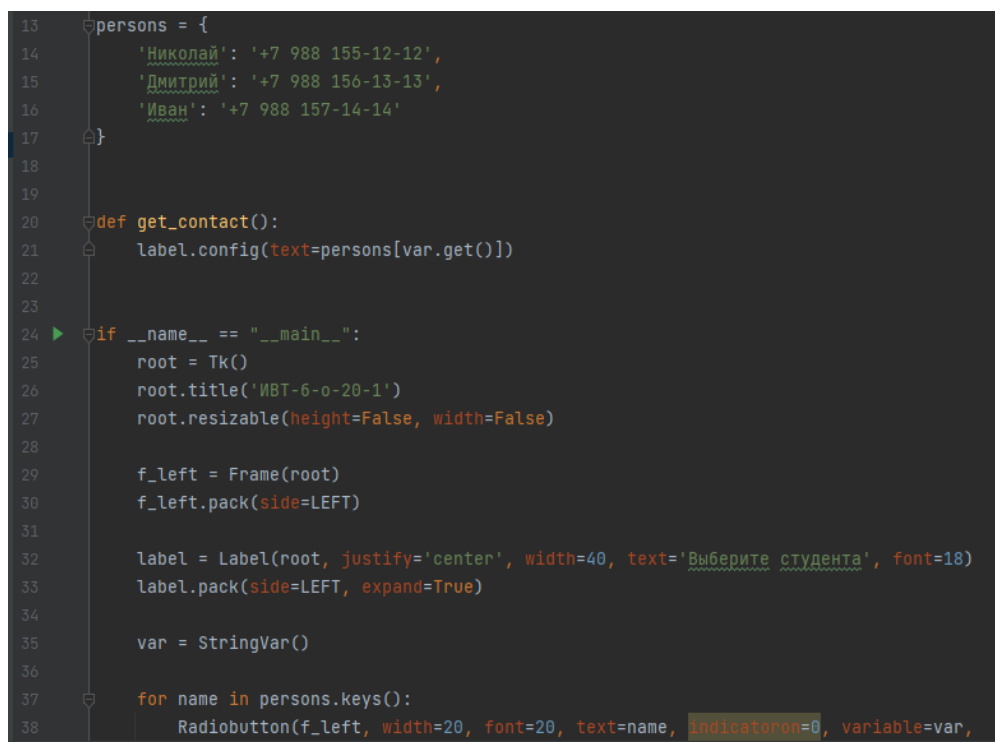 13 persons = {
14     'Николай': '+7 988 155-12-12',
15     'Дмитрий': '+7 988 156-13-13',
16     'Иван': '+7 988 157-14-14'
17 }
18
19
20 def get_contact():
21     label.config(text=persons[var.get()])
22
23
24 if __name__ == "__main__":
25     root = Tk()
26     root.title('ИВТ-6-о-20-1')
27     root.resizable(height=False, width=False)
28
29     f_left = Frame(root)
30     f_left.pack(side=LEFT)
31
32     label = Label(root, justify='center', width=40, text='Выберите студента', font=18)
33     label.pack(side=LEFT, expand=True)
34
35     var = StringVar()
36
37     for name in persons.keys():
38         Radiobutton(f_left, width=20, font=20, text=name, indicatoron=0, variable=var,